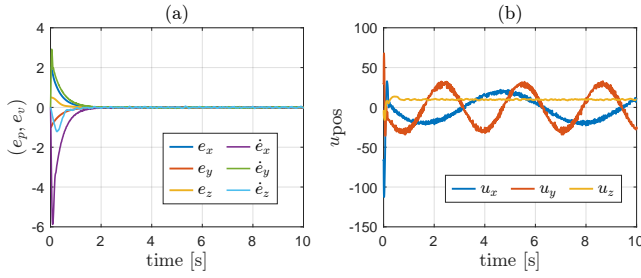 (a)
(b)
4
2
0
-2
-4
-6
(e_p, e_v)
e_x ė_x
e_y ė_y
e_z ė_z
0 2 4 6 8 10
time [s]
100
50
0
-50
-100
-150
u_pos
u_x u_y u_z
0 2 4 6 8 10
time [s]